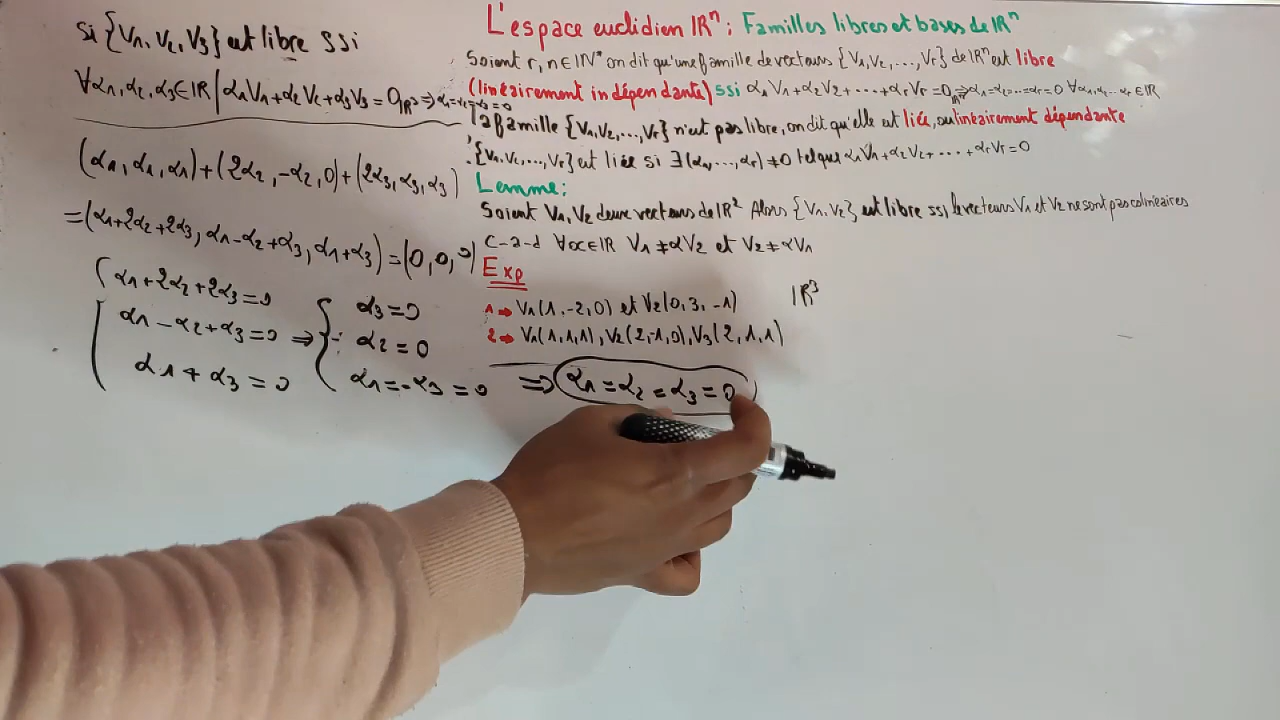 L'espace euclidien IRⁿ : Familles libres et bases de IRⁿ
Soient r, n ∈ IN* on dit qu'une famille de vecteurs {V1, V2, ..., Vr} de IRⁿ est libre
(linéairement indépendante) ssi α1V1+α2V2+...+αrVr=0IRⁿ ⇒ α1=α2=...=αr=0 ∀α1,α2...αr ∈ IR
la famille {V1, V2, ..., Vr} n'est pas libre, on dit qu'elle est liée, ou linéairement dépendante
{V1, V2, ..., Vr} est liée si ∃(α1, ..., αr) ≠ 0 tel que α1V1+α2V2+...+αrVr=0
Lemme:
Soient V1, V2 deux vecteurs de IR² Alors {V1, V2} est libre ssi le vecteurs V1 et V2 ne sont pas colinéaires
C-à-d ∀α∈IR V1 ≠ αV2 et V2 ≠ αV1
Exp
1 → V1(1, -2, 0) et V2(0, 3, -1) IR³
2 → V1(1, 1, 1), V2(2, -1, 0), V3(2, 1, 1)
Si {V1, V2, V3} est libre ssi
∀α1, α2, α3 ∈ IR | α1V1+α2V2+α3V3 = 0IR³ ⇒ α1=α2=α3=0
(α1, α1, α1)+(2α2, -α2, 0)+(2α3, α3, α3)
=(α1+2α2+2α3, α1-α2+α3, α1+α3)=(0, 0, 0)
{ α1+2α2+2α3=0 { α3=0
α1-α2+α3=0 ⇒ α2=0
α1+α3=0 α1=-α3=0 ⇒ α1=α2=α3=0